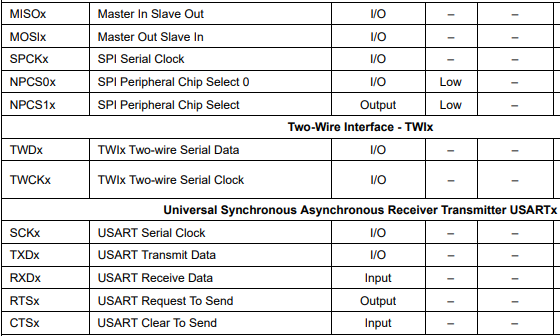 MISOx Master In Slave Out I/O – –
MOSIx Master Out Slave In I/O – –
SPCKx SPI Serial Clock I/O – –
NPCS0x SPI Peripheral Chip Select 0 I/O Low –
NPCS1x SPI Peripheral Chip Select Output Low –
Two-Wire Interface - TWIx
TWDx TWIx Two-wire Serial Data I/O – –
TWCKx TWIx Two-wire Serial Clock I/O – –
Universal Synchronous Asynchronous Receiver Transmitter USARTx
SCKx USART Serial Clock I/O – –
TXDx USART Transmit Data I/O – –
RXDx USART Receive Data Input – –
RTSx USART Request To Send Output – –
CTSx USART Clear To Send Input – –